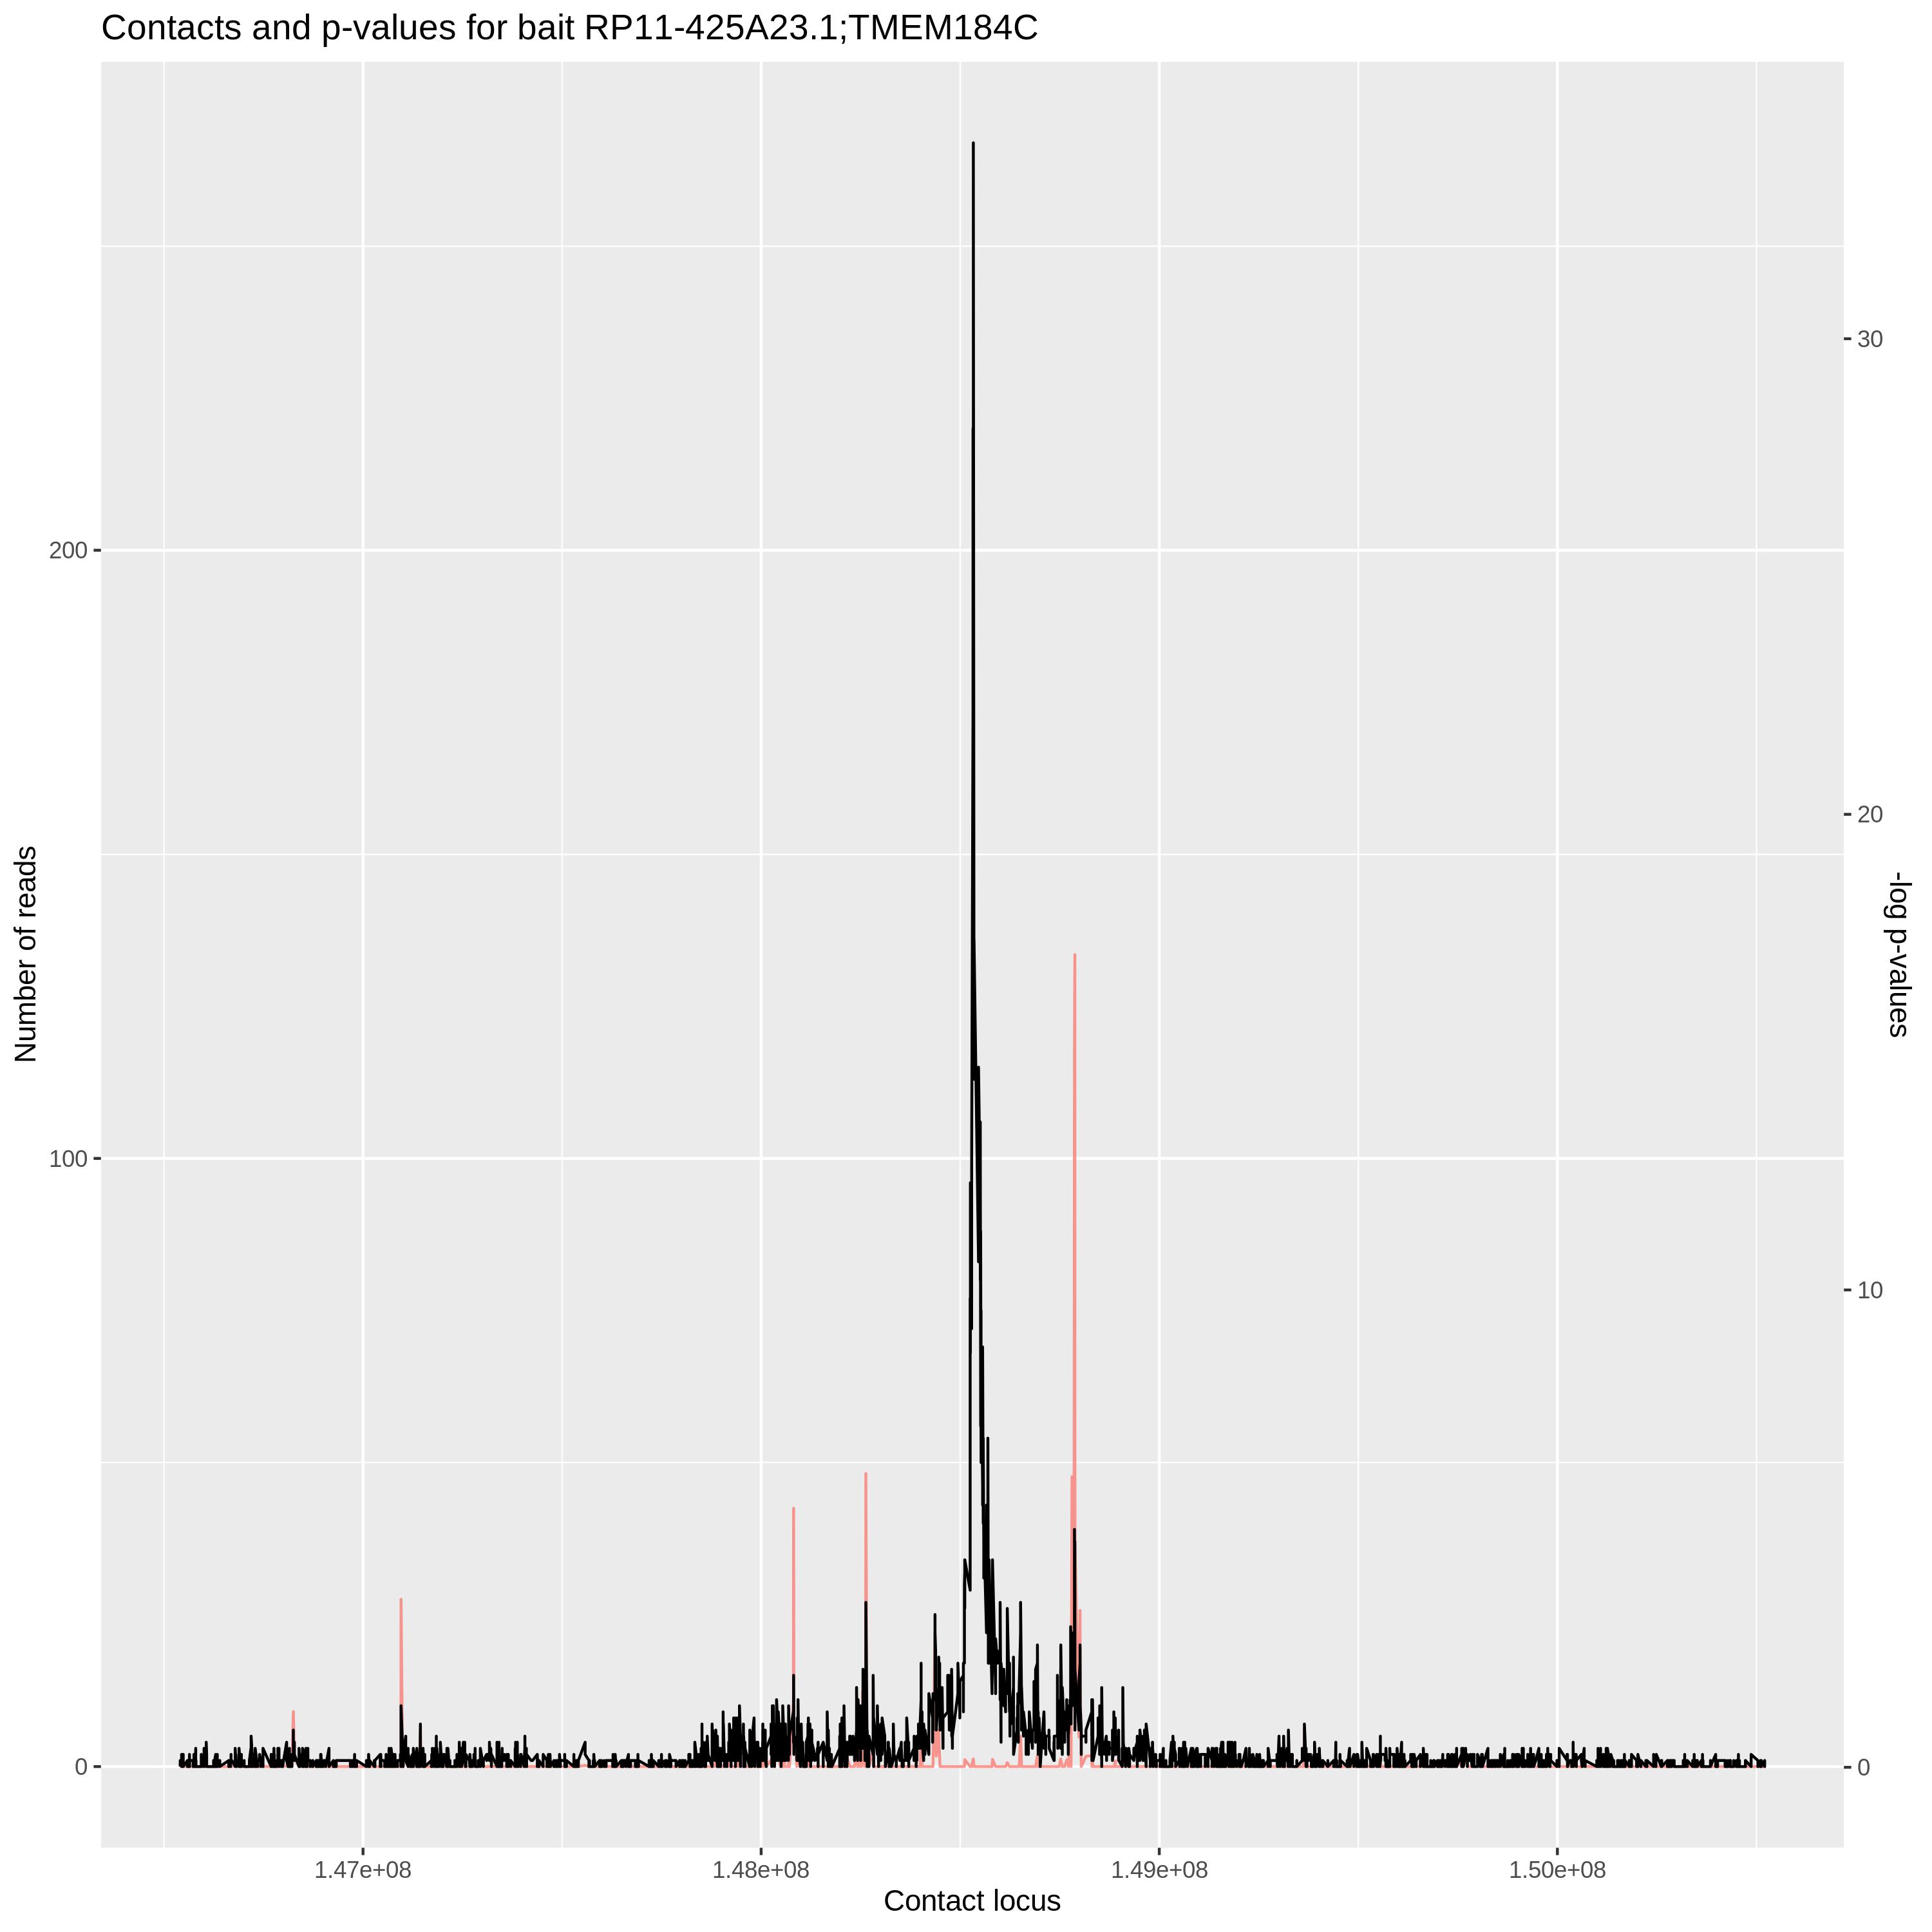 Contacts and p-values for bait RP11-425A23.1;TMEM184C
Number of reads
200
100
0
30
20
10
0
-log p-values
1.47e+08 1.48e+08 1.49e+08 1.50e+08
Contact locus